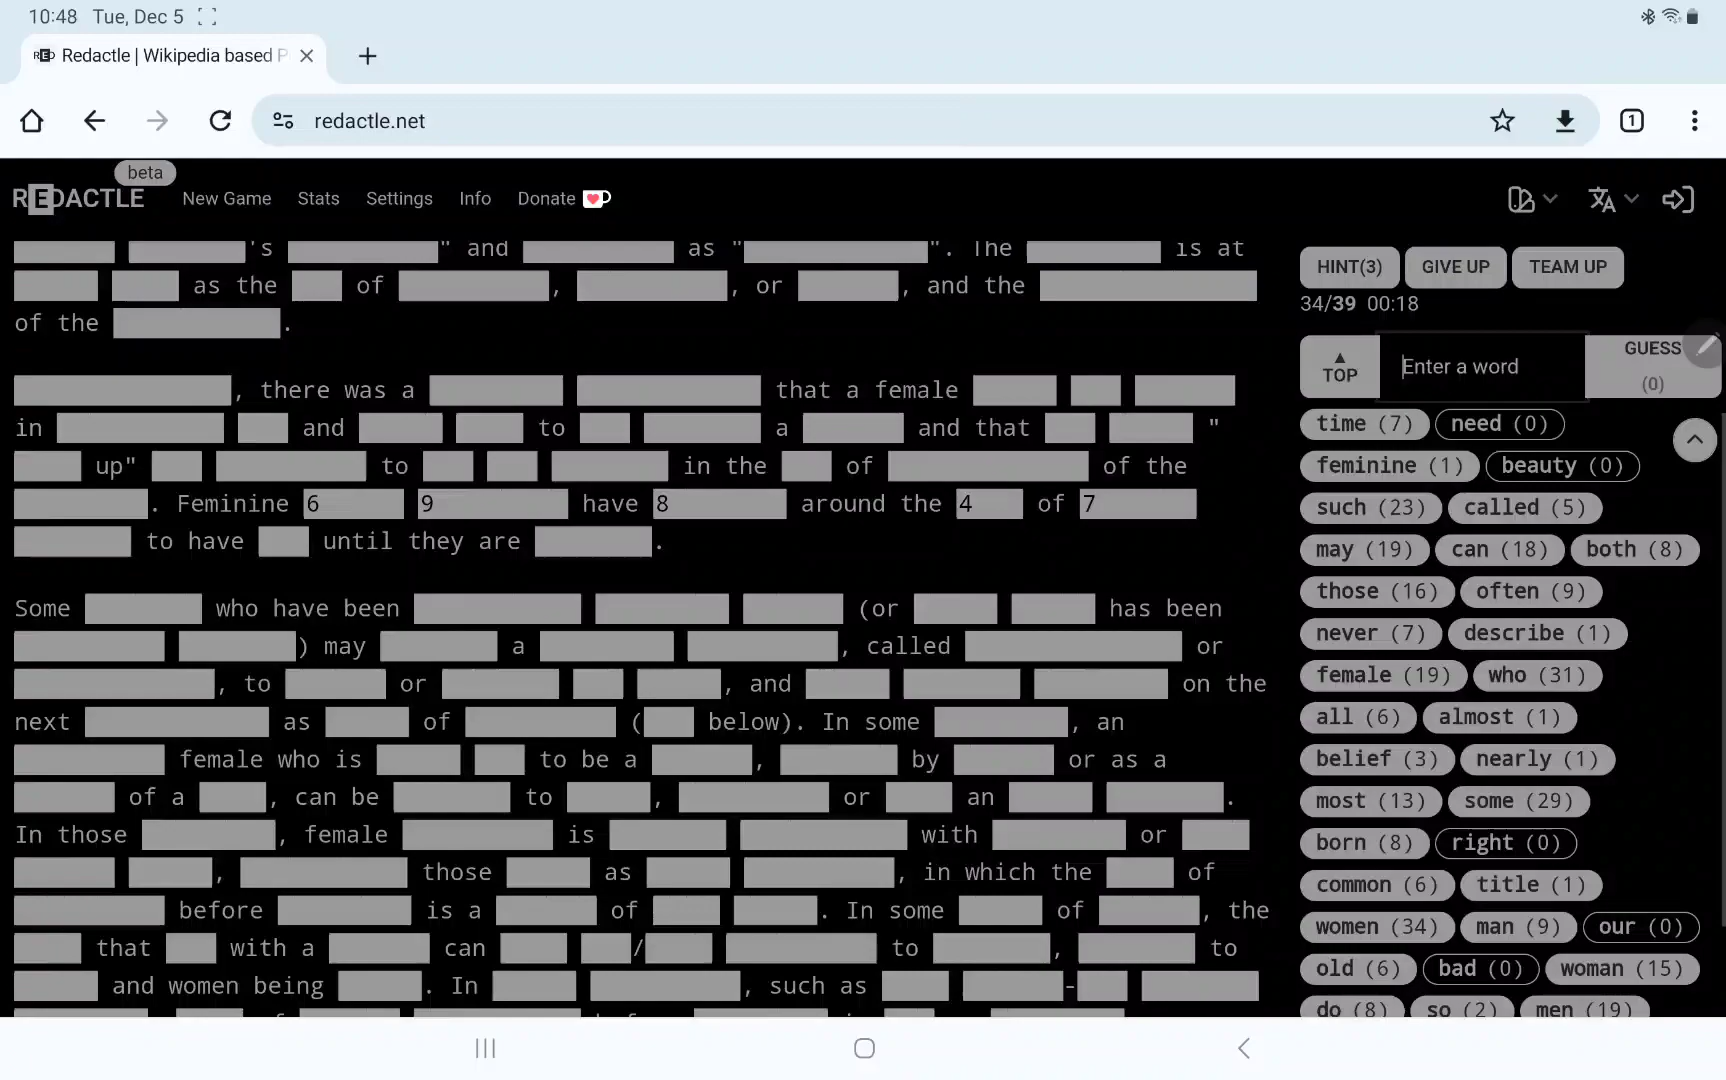 10:48 Tue, Dec 5
RED Redactle | Wikipedia based P
redactle.net
1
beta
REDACTLE New Game Stats Settings Info Donate
's " and as " ". The is at
as the of , , or , and the
of the .
, there was a that a female
in and to a and that "
up" to in the of of the
. Feminine 6 9 have 8 around the 4 of 7
to have until they are .
Some who have been (or has been
) may a , called or
, to or , and on the
next as of ( below). In some , an
female who is to be a , by or as a
of a , can be to , or an .
In those , female is with or
, those as , in which the of
before is a of . In some of , the
that with a can / to , to
and women being . In , such as -
HINT(3) GIVE UP TEAM UP
34/39 00:18
▲ TOP Enter a word GUESS (0)
time (7) need (0)
feminine (1) beauty (0)
such (23) called (5)
may (19) can (18) both (8)
those (16) often (9)
never (7) describe (1)
female (19) who (31)
all (6) almost (1)
belief (3) nearly (1)
most (13) some (29)
born (8) right (0)
common (6) title (1)
women (34) man (9) our (0)
old (6) bad (0) woman (15)
do (8) so (2) men (19)